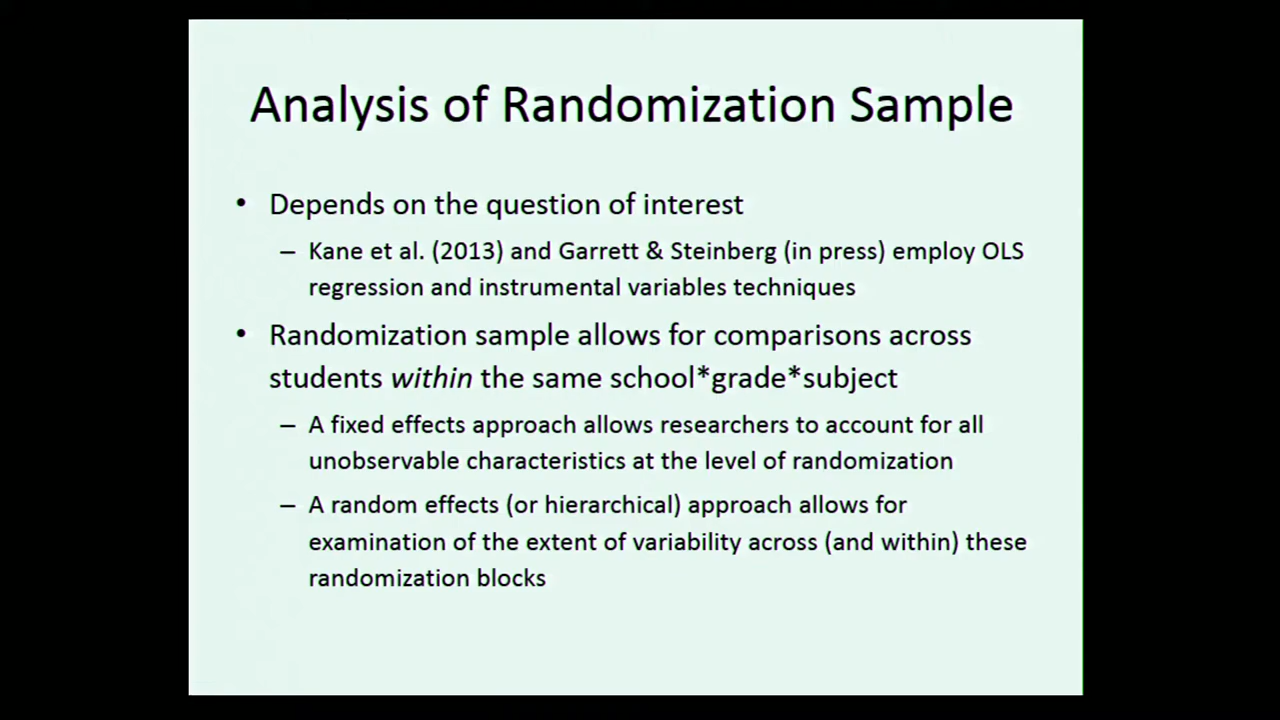 Analysis of Randomization Sample
• Depends on the question of interest
– Kane et al. (2013) and Garrett & Steinberg (in press) employ OLS
regression and instrumental variables techniques
• Randomization sample allows for comparisons across
students within the same school*grade*subject
– A fixed effects approach allows researchers to account for all
unobservable characteristics at the level of randomization
– A random effects (or hierarchical) approach allows for
examination of the extent of variability across (and within) these
randomization blocks